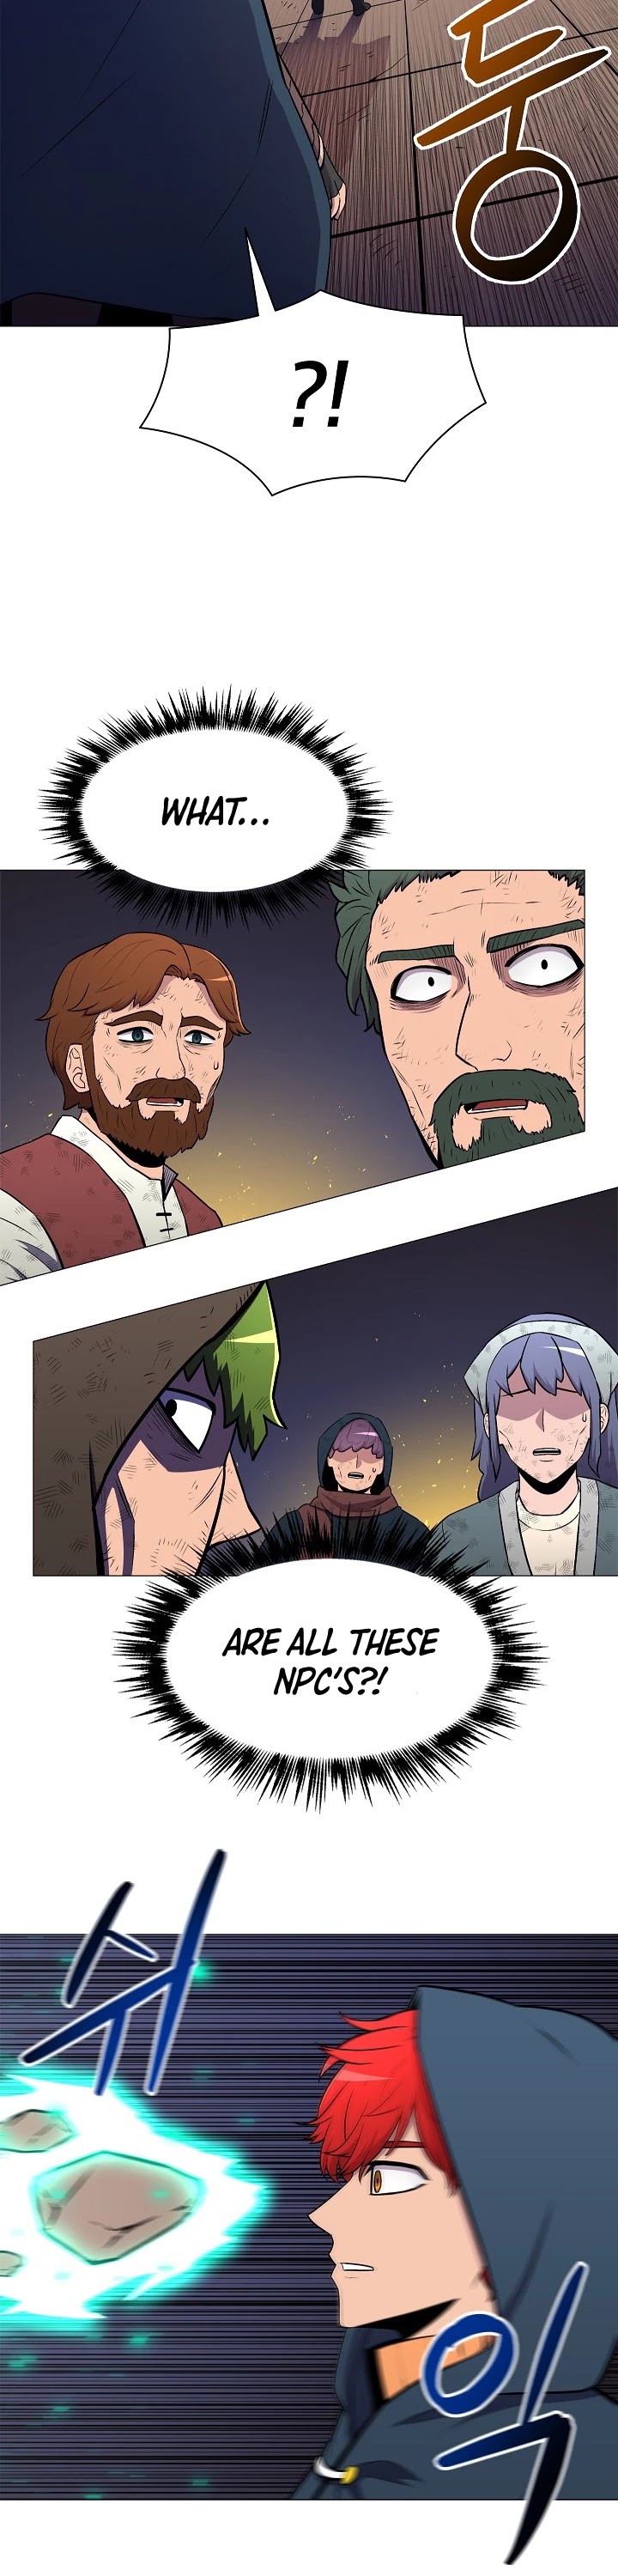 둥
?!
WHAT...
ARE ALL THESE
NPC'S?!
쉬
익